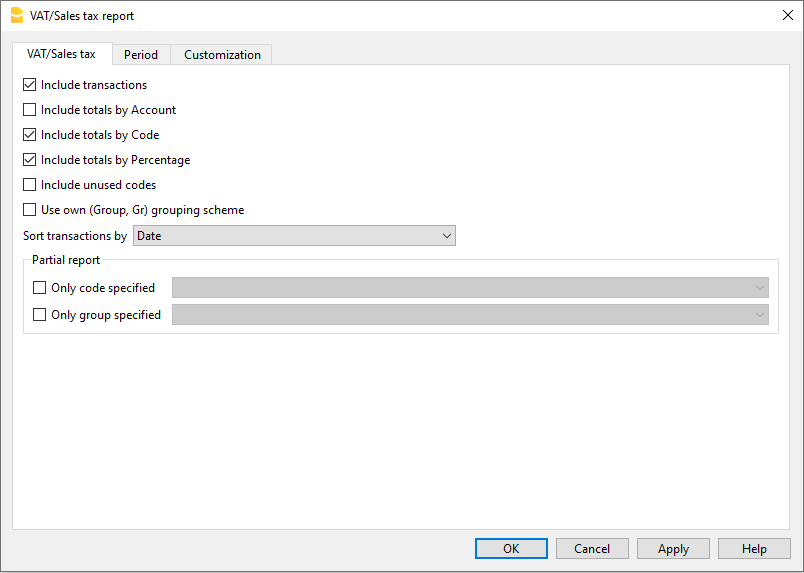 VAT/Sales tax report
VAT/Sales tax Period Customization
Include transactions
Include totals by Account
Include totals by Code
Include totals by Percentage
Include unused codes
Use own (Group, Gr) grouping scheme
Sort transactions by Date
Partial report
Only code specified
Only group specified
OK Cancel Apply Help